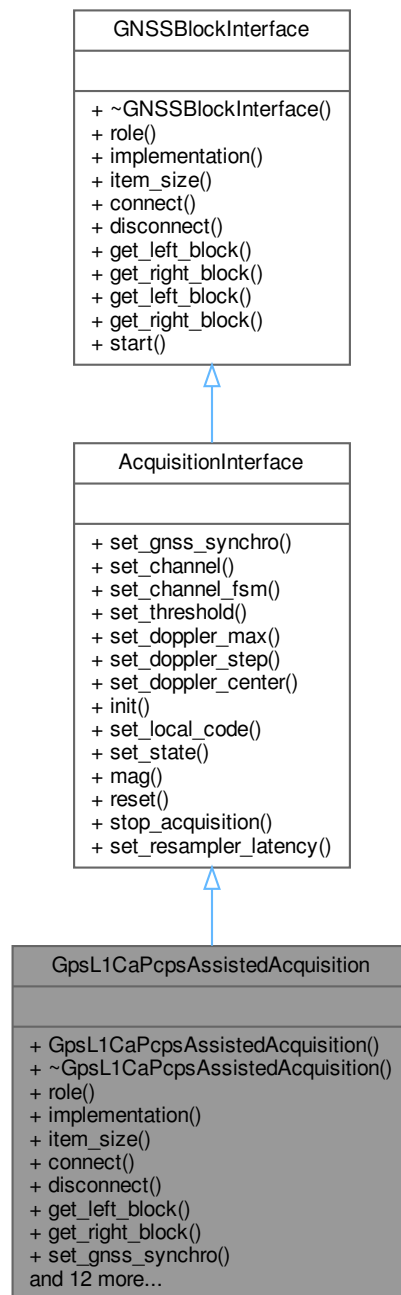 GNSSBlockInterface
+ ~GNSSBlockInterface()
+ role()
+ implementation()
+ item_size()
+ connect()
+ disconnect()
+ get_left_block()
+ get_right_block()
+ get_left_block()
+ get_right_block()
+ start()
AcquisitionInterface
+ set_gnss_synchro()
+ set_channel()
+ set_channel_fsm()
+ set_threshold()
+ set_doppler_max()
+ set_doppler_step()
+ set_doppler_center()
+ init()
+ set_local_code()
+ set_state()
+ mag()
+ reset()
+ stop_acquisition()
+ set_resampler_latency()
GpsL1CaPcpsAssistedAcquisition
+ GpsL1CaPcpsAssistedAcquisition()
+ ~GpsL1CaPcpsAssistedAcquisition()
+ role()
+ implementation()
+ item_size()
+ connect()
+ disconnect()
+ get_left_block()
+ get_right_block()
+ set_gnss_synchro()
and 12 more...